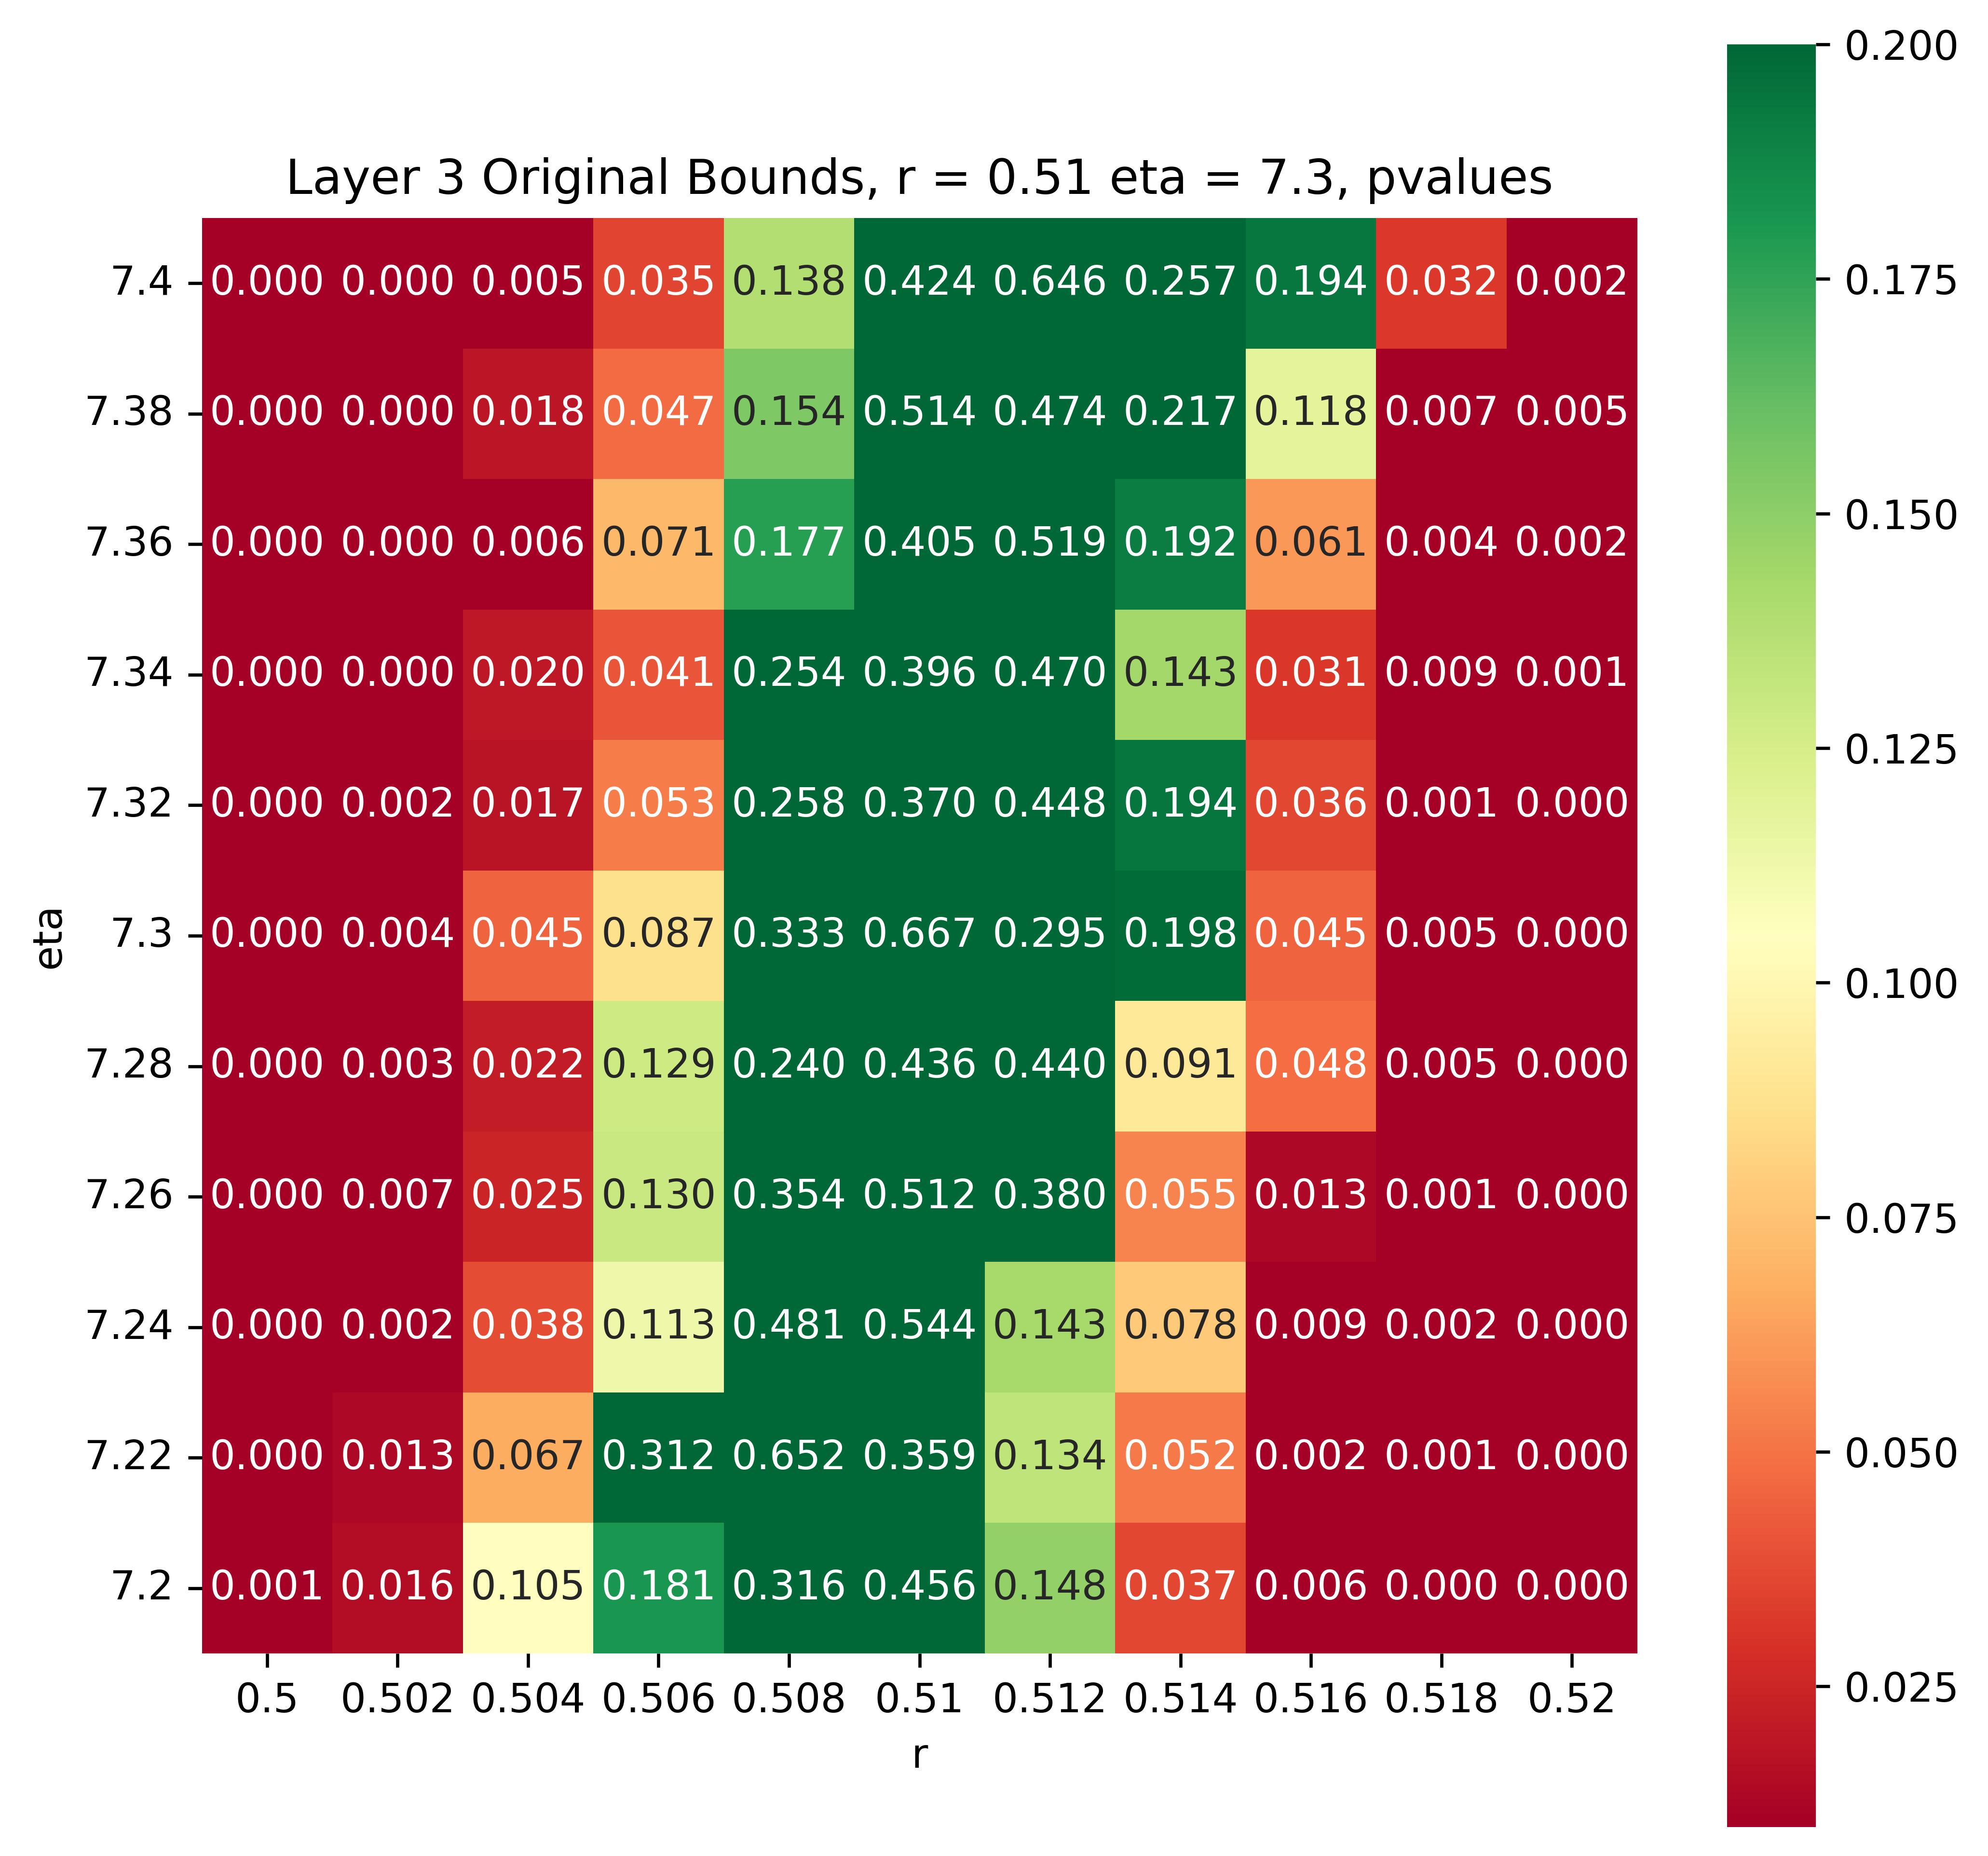 Layer 3 Original Bounds, r = 0.51 eta = 7.3, pvalues
7.4 0.000 0.000 0.005 0.035 0.138 0.424 0.646 0.257 0.194 0.032 0.002
7.38 0.000 0.000 0.018 0.047 0.154 0.514 0.474 0.217 0.118 0.007 0.005
7.36 0.000 0.000 0.006 0.071 0.177 0.405 0.519 0.192 0.061 0.004 0.002
7.34 0.000 0.000 0.020 0.041 0.254 0.396 0.470 0.143 0.031 0.009 0.001
7.32 0.000 0.002 0.017 0.053 0.258 0.370 0.448 0.194 0.036 0.001 0.000
7.3 0.000 0.004 0.045 0.087 0.333 0.667 0.295 0.198 0.045 0.005 0.000
7.28 0.000 0.003 0.022 0.129 0.240 0.436 0.440 0.091 0.048 0.005 0.000
7.26 0.000 0.007 0.025 0.130 0.354 0.512 0.380 0.055 0.013 0.001 0.000
7.24 0.000 0.002 0.038 0.113 0.481 0.544 0.143 0.078 0.009 0.002 0.000
7.22 0.000 0.013 0.067 0.312 0.652 0.359 0.134 0.052 0.002 0.001 0.000
7.2 0.001 0.016 0.105 0.181 0.316 0.456 0.148 0.037 0.006 0.000 0.000
0.5 0.502 0.504 0.506 0.508 0.51 0.512 0.514 0.516 0.518 0.52
r
eta
0.200
0.175
0.150
0.125
0.100
0.075
0.050
0.025